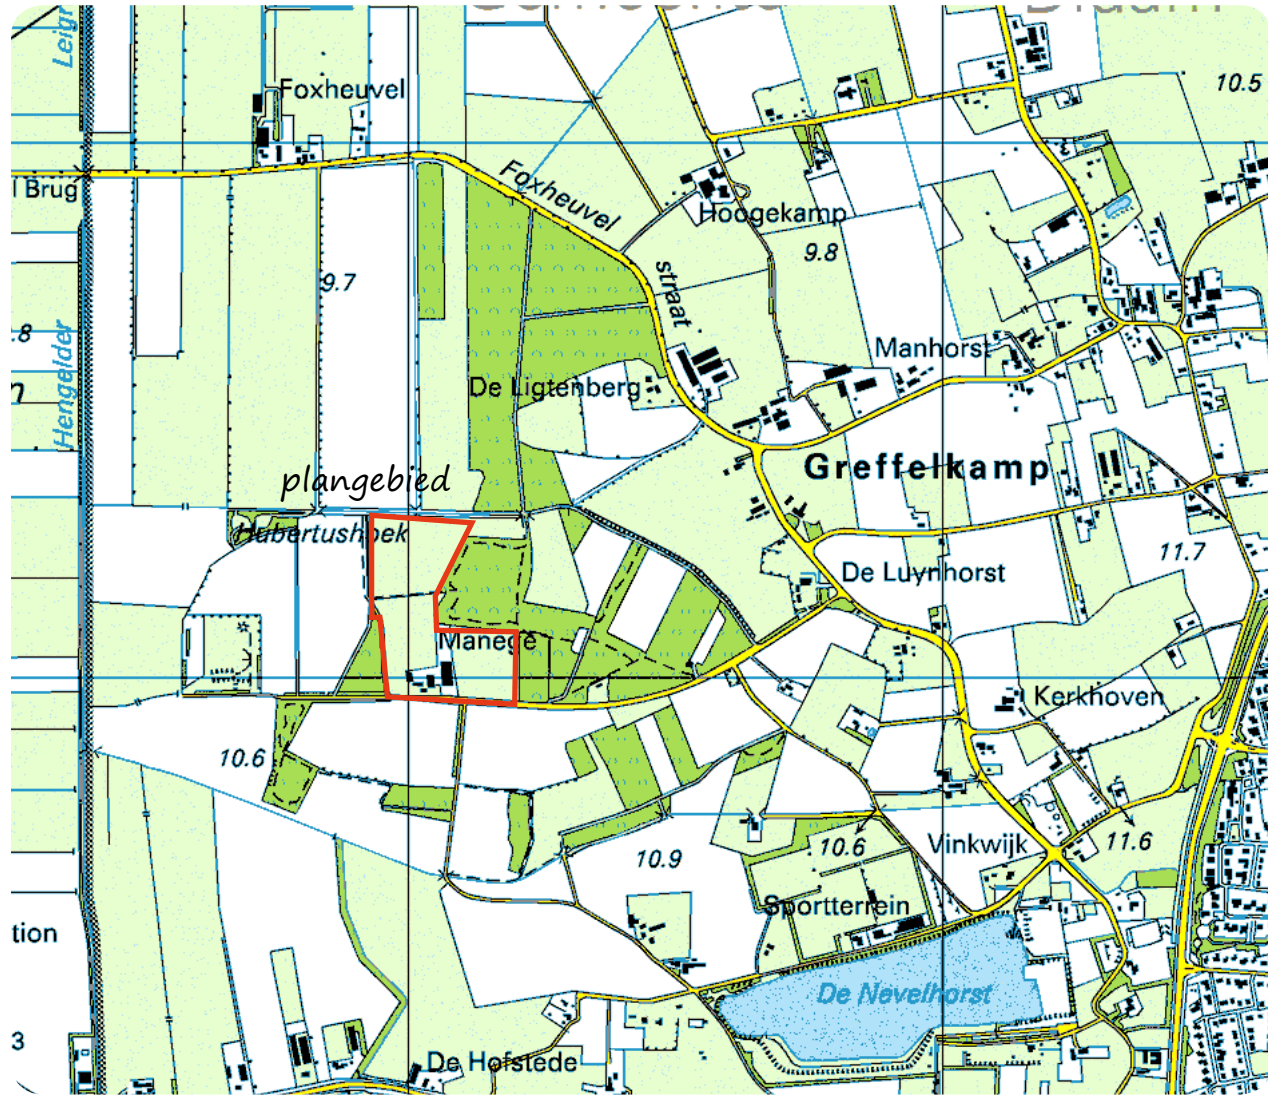 Leigr
Foxheuvel
10.5
Foxheuvel
l Brug
Hoogekamp
9.8
straat
9.7
.8
Manhorst
De Ligtenberg
Hengelder
Greffelkamp
plangebied
Hubertushoek
11.7
De Luynhorst
Manege
Kerkhoven
10.6
Vinkwijk
11.6
10.6
10.9
Sportterrein
tion
De Nevelhorst
3
De Hofstede